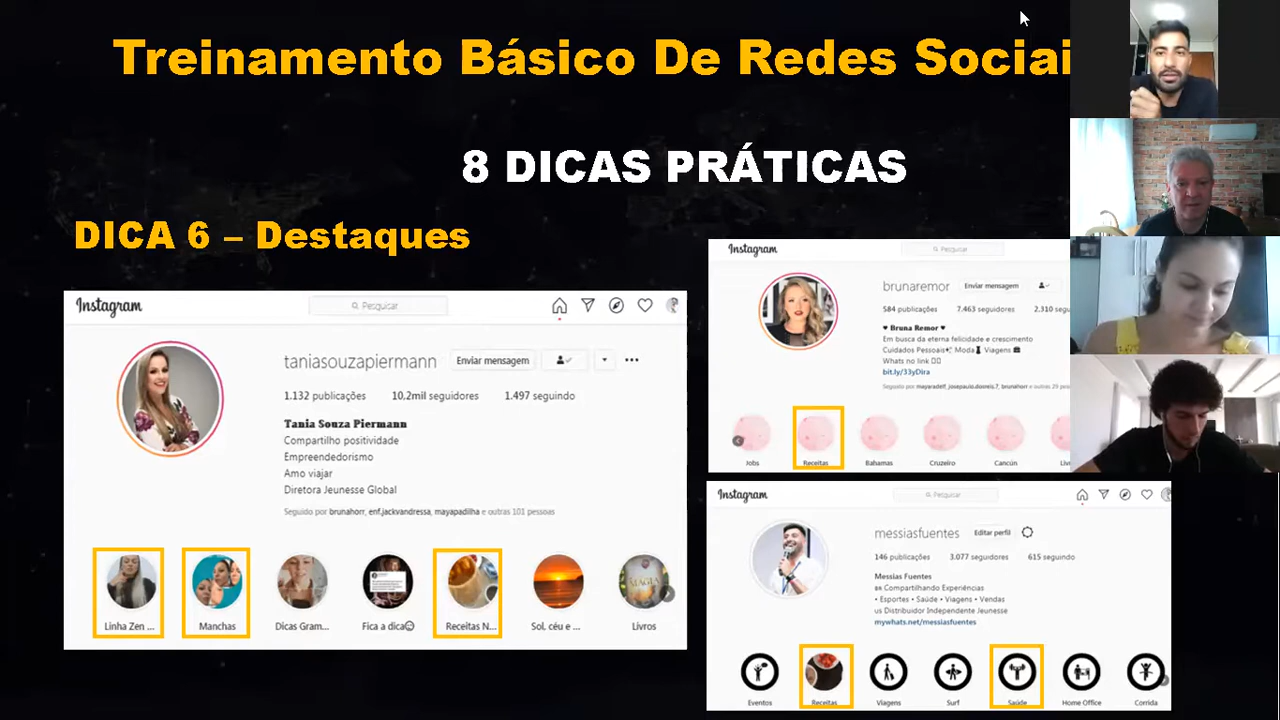 Treinamento Básico De Redes Sociai
8 DICAS PRÁTICAS
DICA 6 – Destaques
Instagram
Pesquisar
taniasouzapiermann
Enviar mensagem
1.132 publicações 10,2mil seguidores 1.497 seguindo
Tania Souza Piermann
Compartilho positividade
Empreendedorismo
Amo viajar
Diretora Jeunesse Global
Seguido por brunahorr, enf.jackvandressa, mayapadilha e outras 101 pessoas
Linha Zen ... Manchas Dicas Gram... Fica a dica Receitas N... Sol, céu e ... Livros
Instagram
Pesquisar
brunaremor Enviar mensagem
584 publicações 7.463 seguidores 2.310 seg
♥ Bruna Remor ♥
Em busca da eterna felicidade e crescimento
Cuidados Pessoais Moda Viagens
Whats no link
bit.ly/33yDIra
Jobs Receitas Bahamas Cruzeiro Cancún
Instagram
Pesquisar
messiasfuentes Editar perfil
146 publicações 3.077 seguidores 615 seguindo
Messias Fuentes
BR Compartilhando Experiências
• Esportes • Saúde • Viagens • Vendas
us Distribuidor Independente Jeunesse
mywhats.net/messiasfuentes
Eventos Receitas Viagens Surf Saúde Home Office Corrida